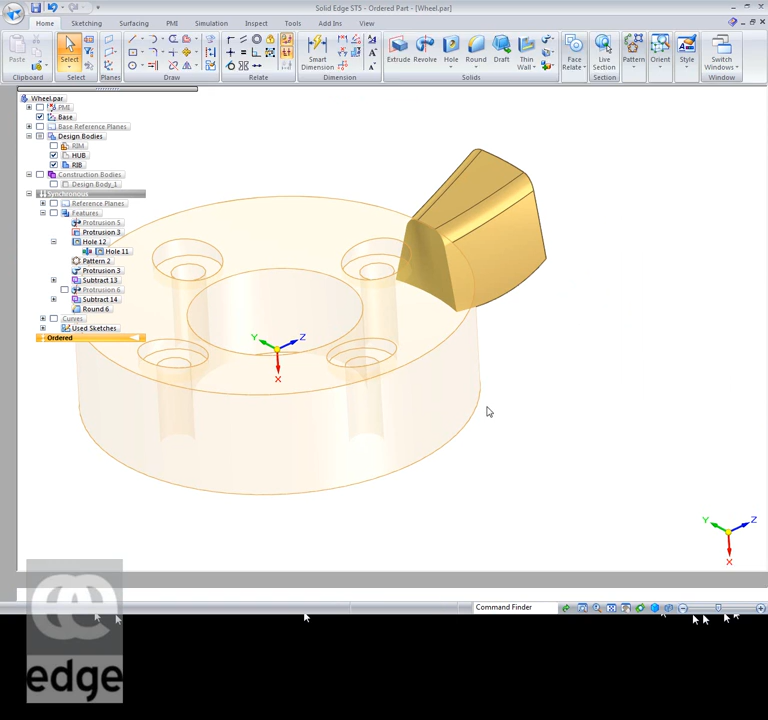 Solid Edge ST5 - Ordered Part - [Wheel.par]
Home Sketching Surfacing PMI Simulation Inspect Tools Add Ins View
Paste Select Planes Smart Dimension Extrude Revolve Hole Round Draft Thin Wall Face Relate Live Section Pattern Orient Style Switch Windows
Clipboard Select Planes Draw Relate Dimension Solids Section Window
Wheel.par
PMI
Base
Base Reference Planes
Design Bodies
RIM
HUB
RIB
Construction Bodies
Design Body_1
Synchronous
Reference Planes
Features
Protrusion 5
Protrusion 3
Hole 12
Hole 11
Pattern 2
Protrusion 3
Subtract 13
Protrusion 6
Subtract 14
Round 6
Curves
Used Sketches
Ordered
Y Z
X
Y Z
X
Command Finder
edge